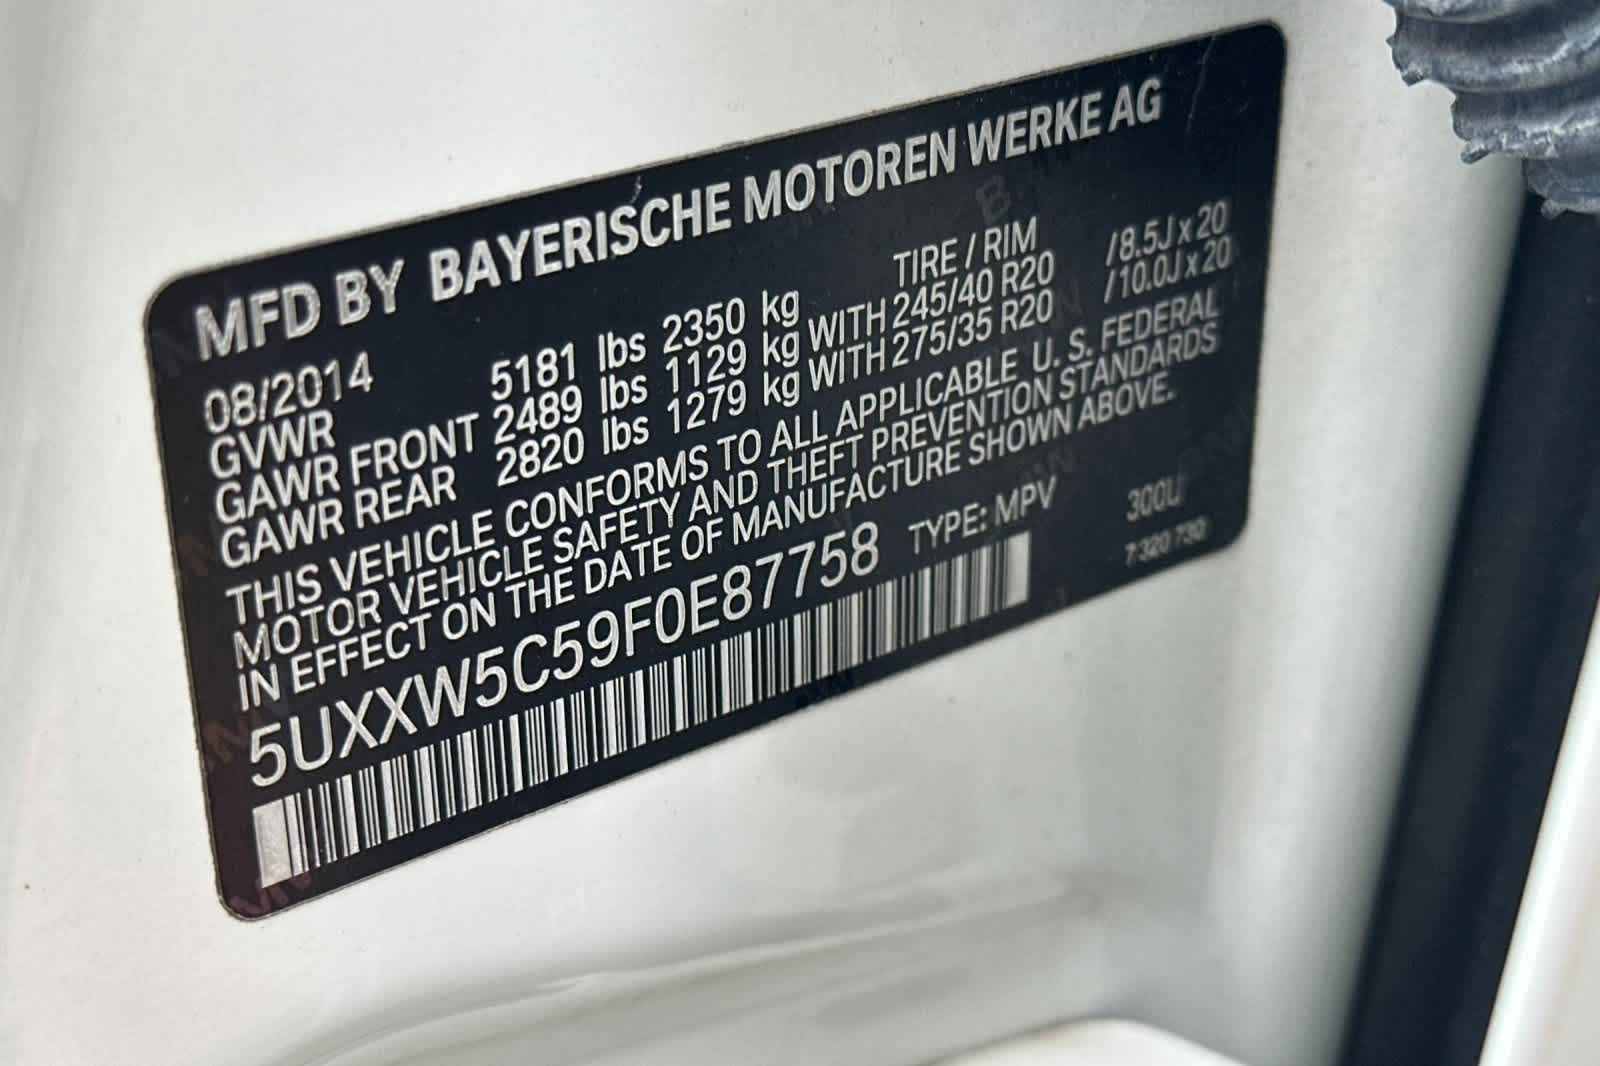 MFD BY BAYERISCHE MOTOREN WERKE AG
08/2014 TIRE / RIM
GVWR 5181 lbs 2350 kg
GAWR FRONT 2489 lbs 1129 kg WITH 245/40 R20 /8.5J x 20
GAWR REAR 2820 lbs 1279 kg WITH 275/35 R20 /10.0J x 20
THIS VEHICLE CONFORMS TO ALL APPLICABLE U. S. FEDERAL
MOTOR VEHICLE SAFETY AND THEFT PREVENTION STANDARDS
IN EFFECT ON THE DATE OF MANUFACTURE SHOWN ABOVE.
5UXXW5C59F0E87758 TYPE: MPV 300U
7 320 730